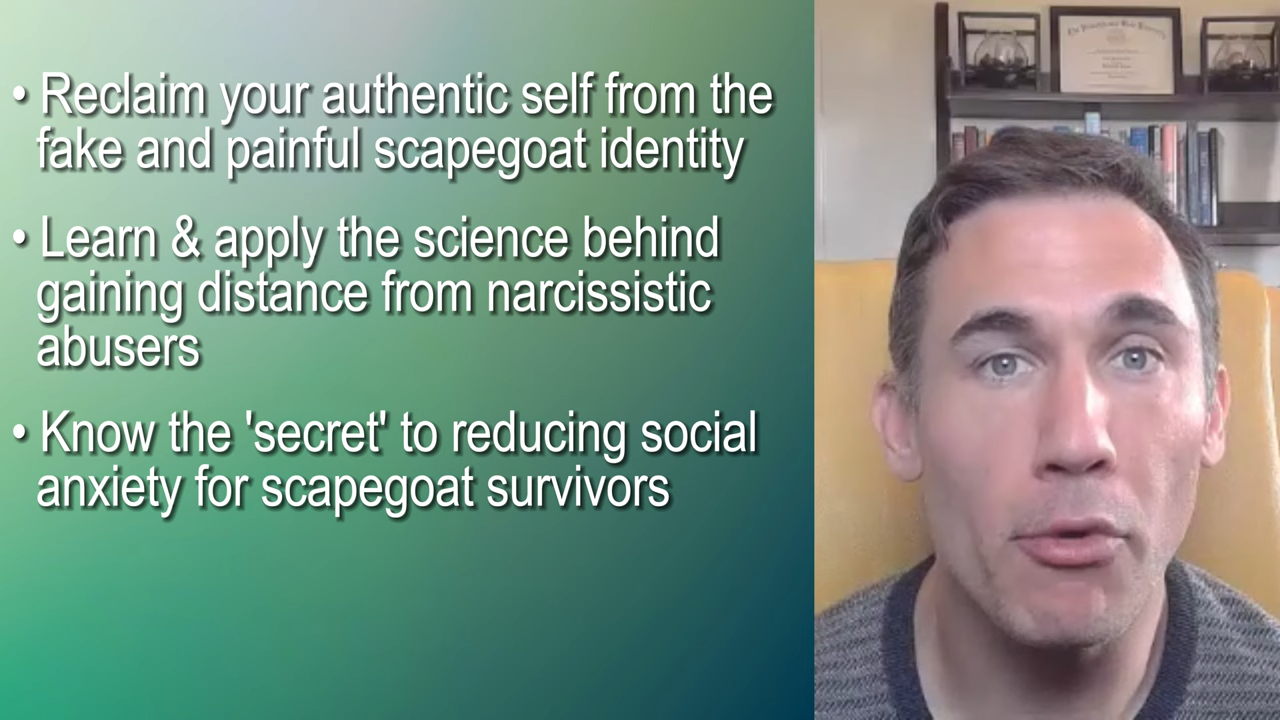 • Reclaim your authentic self from the
fake and painful scapegoat identity
• Learn & apply the science behind
gaining distance from narcissistic
abusers
• Know the 'secret' to reducing social
anxiety for scapegoat survivors